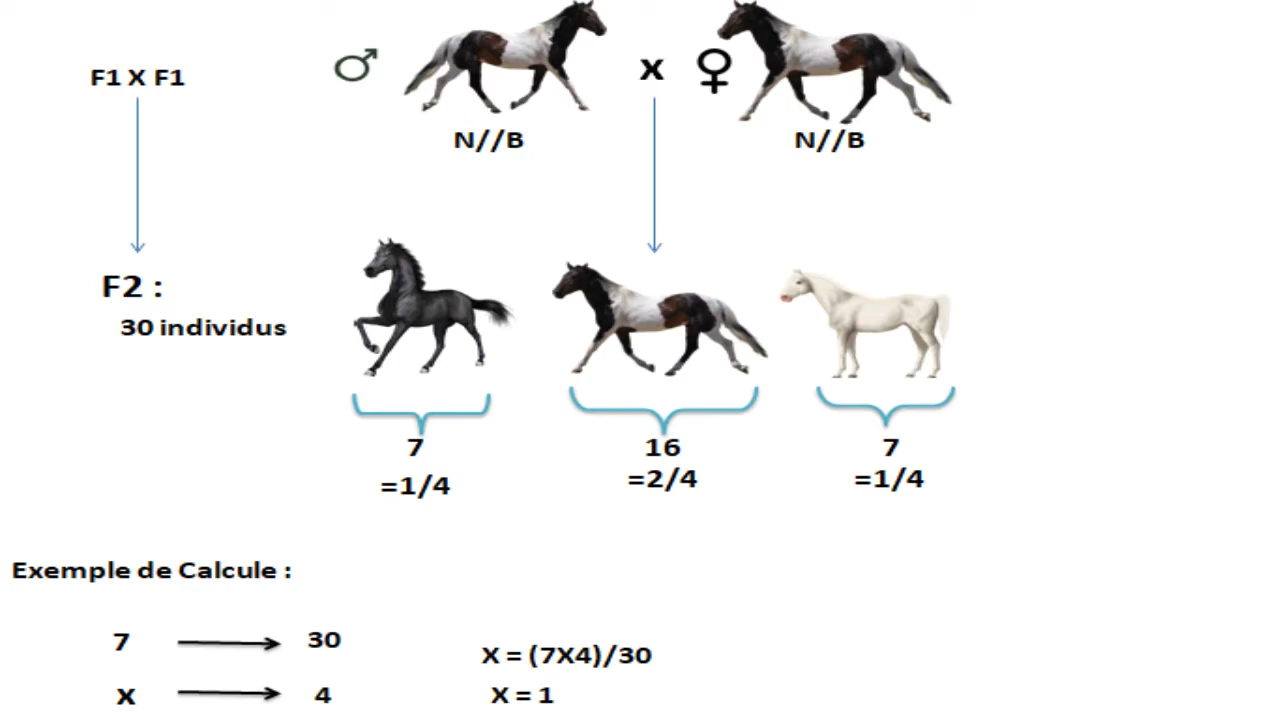 F1 X F1
♂ x ♀
N//B N//B
F2 :
30 individus
7 16 7
=1/4 =2/4 =1/4
Exemple de Calcule :
7 → 30
X = (7X4)/30
x → 4
X = 1